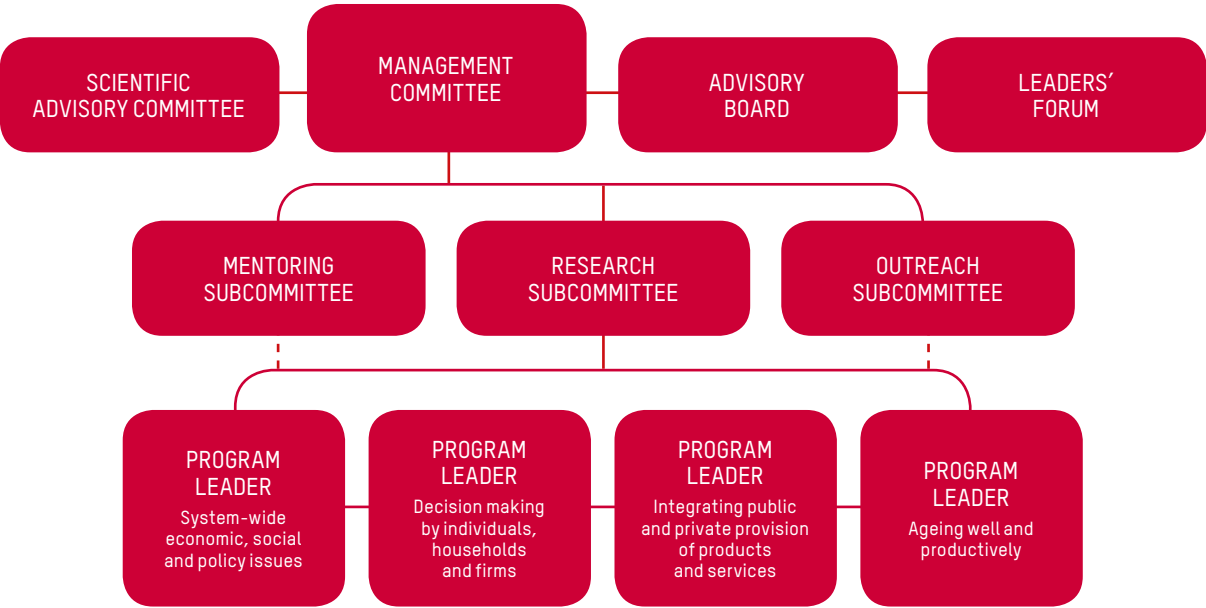 SCIENTIFIC
ADVISORY COMMITTEE
MANAGEMENT
COMMITTEE
ADVISORY
BOARD
LEADERS’
FORUM
MENTORING
SUBCOMMITTEE
RESEARCH
SUBCOMMITTEE
OUTREACH
SUBCOMMITTEE
PROGRAM
LEADER
System-wide
economic, social
and policy issues
PROGRAM
LEADER
Decision making
by individuals,
households
and firms
PROGRAM
LEADER
Integrating public
and private provision
of products
and services
PROGRAM
LEADER
Ageing well and
productively